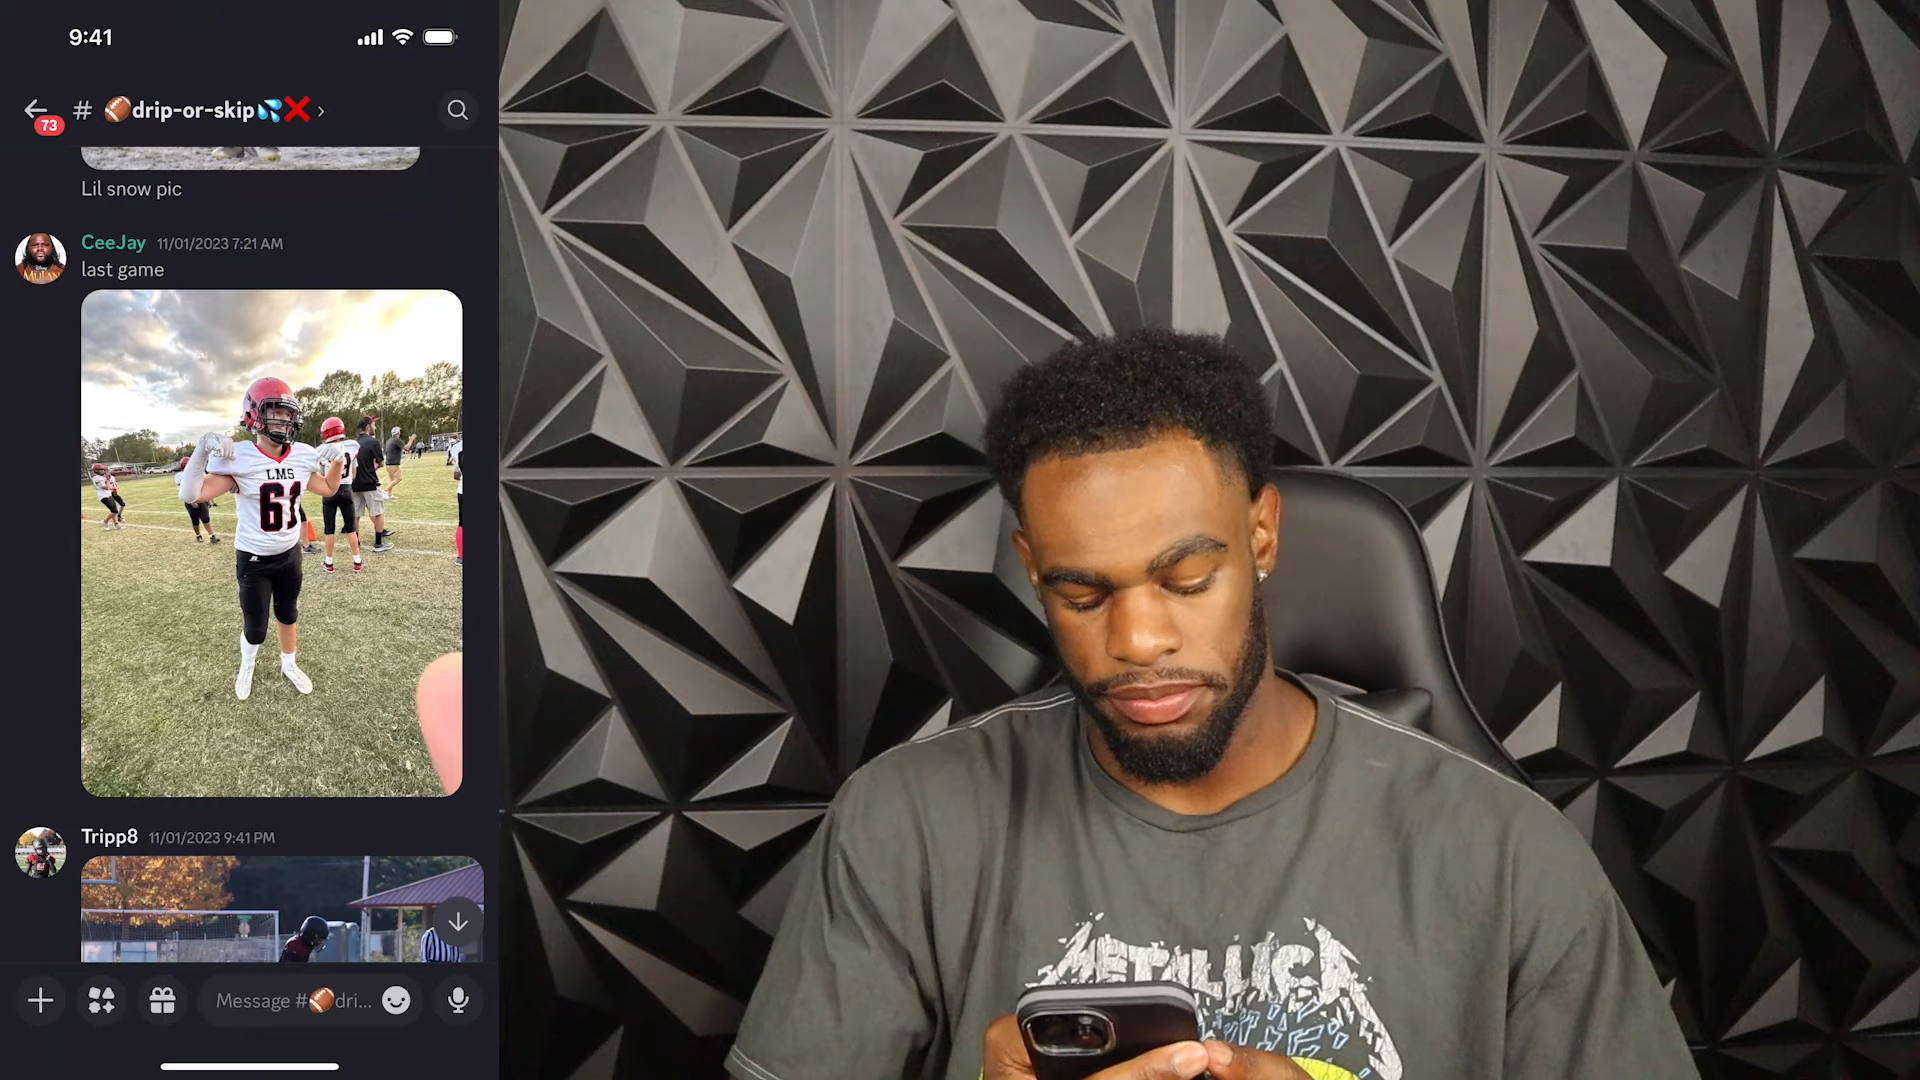 9:41
73
# 🏈drip-or-skip💦❌ ›
Lil snow pic
CeeJay 11/01/2023 7:21 AM
last game
MULAN
LMS
61
Tripp8 11/01/2023 9:41 PM
Message #🏈dri...
METALLICA